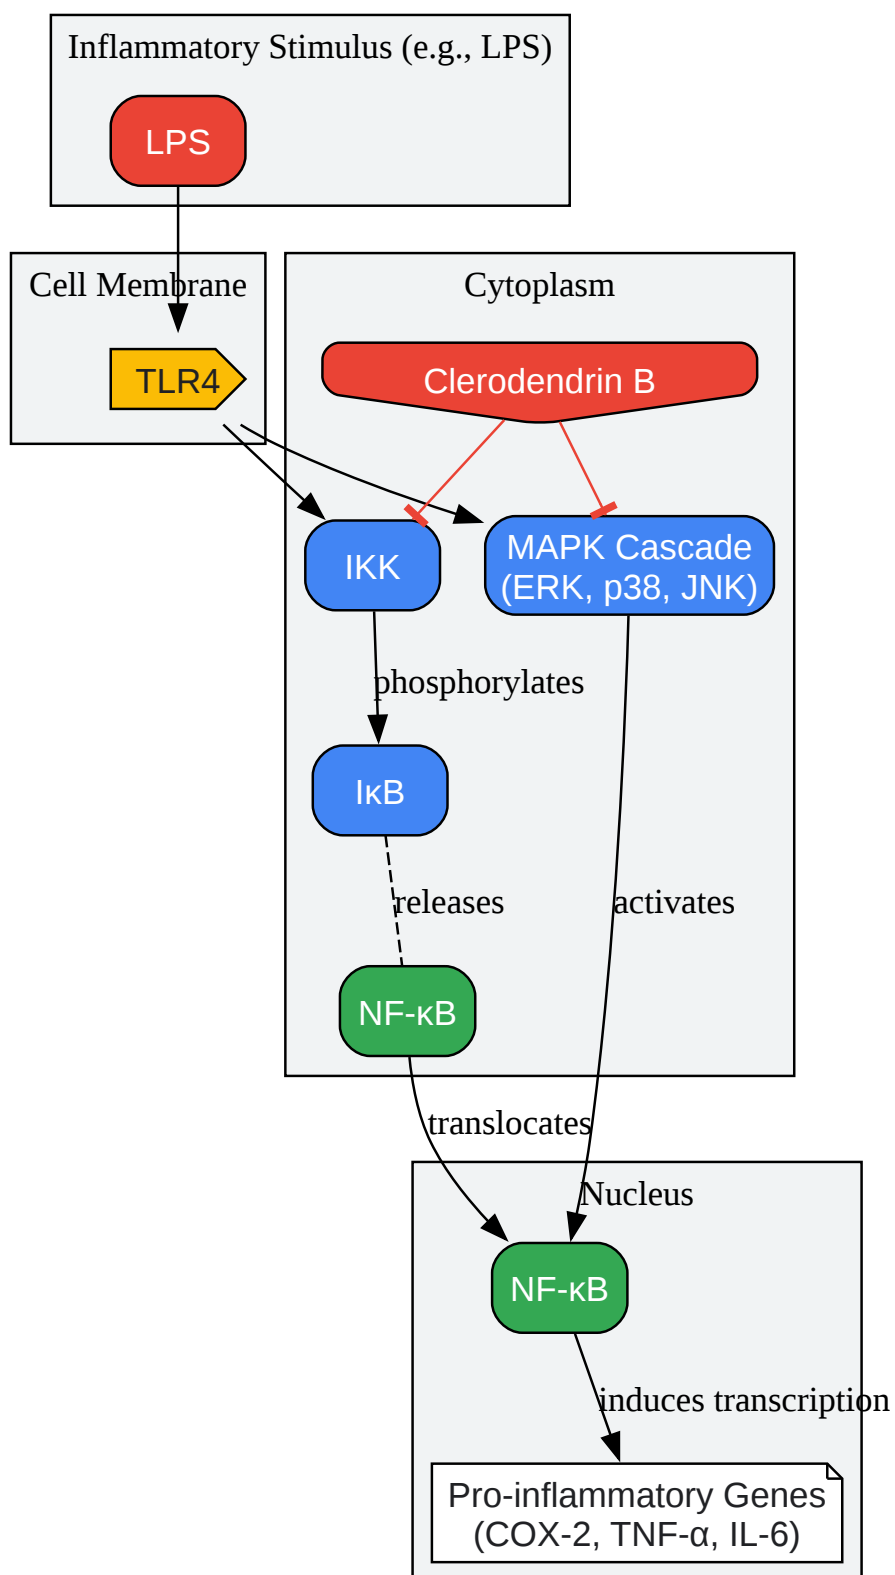 Inflammatory Stimulus (e.g., LPS)
LPS
Cell Membrane
Cytoplasm
TLR4
Clerodendrin B
IKK
MAPK Cascade
(ERK, p38, JNK)
phosphorylates
IκB
releases
activates
NF-κB
translocates
Nucleus
NF-κB
induces transcription
Pro-inflammatory Genes
(COX-2, TNF-α, IL-6)